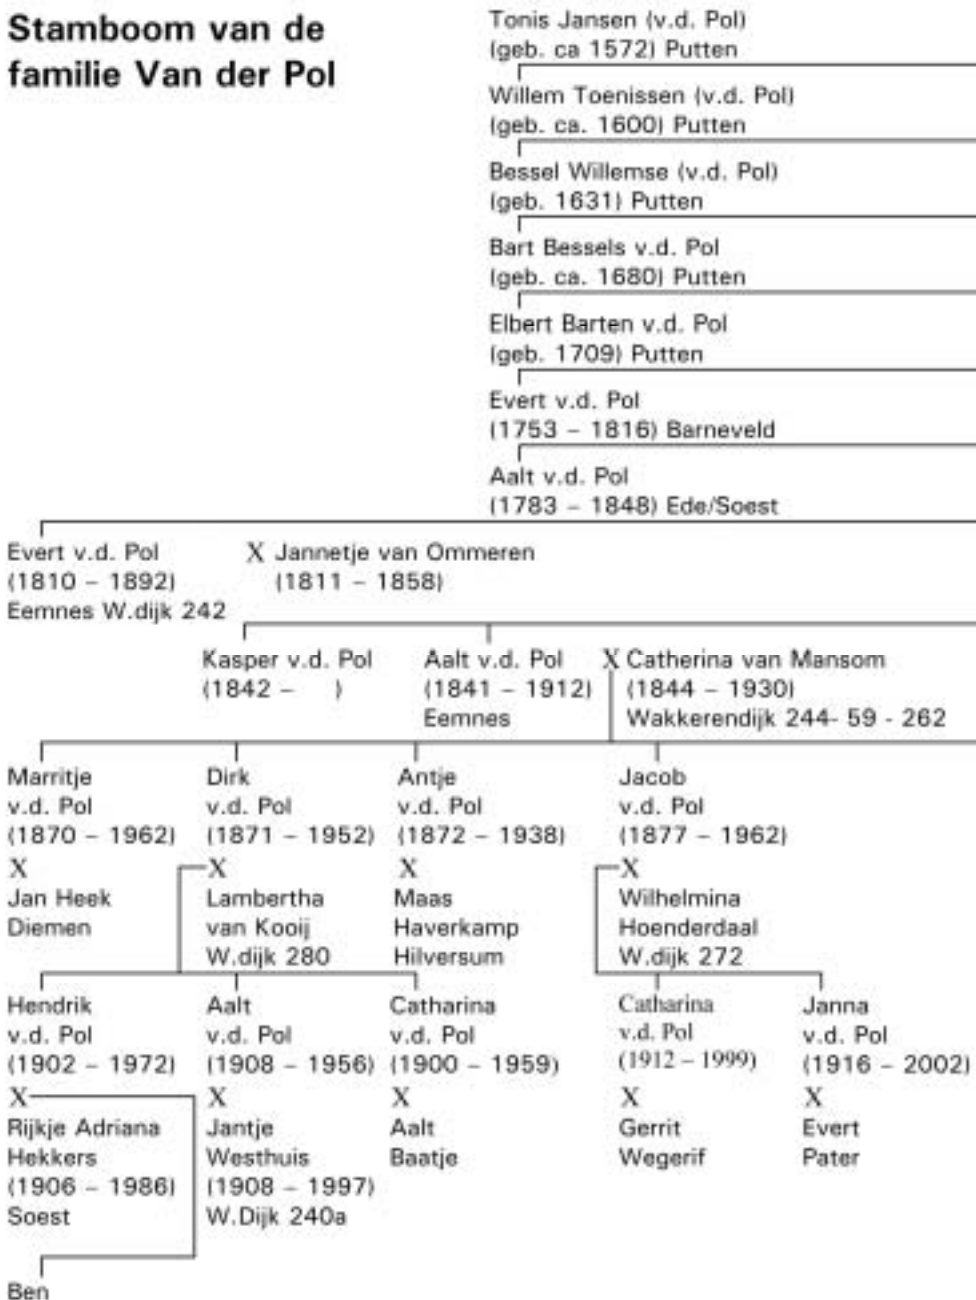 Stamboom van de
familie Van der Pol
Tonis Jansen (v.d. Pol)
(geb. ca 1572) Putten
Willem Toenissen (v.d. Pol)
(geb. ca. 1600) Putten
Bessel Willemse (v.d. Pol)
(geb. 1631) Putten
Bart Bessels v.d. Pol
(geb. ca. 1680) Putten
Elbert Barten v.d. Pol
(geb. 1709) Putten
Evert v.d. Pol
(1753 – 1816) Barneveld
Aalt v.d. Pol
(1783 – 1848) Ede/Soest
Evert v.d. Pol
(1810 – 1892)
Eemnes W.dijk 242
X Jannetje van Ommeren
(1811 – 1858)
Kasper v.d. Pol
(1842 – )
Aalt v.d. Pol
(1841 – 1912)
Eemnes
X Catherina van Mansom
(1844 – 1930)
Wakkerendijk 244- 59 - 262
Marritje
v.d. Pol
(1870 – 1962)
X
Jan Heek
Diemen
Dirk
v.d. Pol
(1871 – 1952)
X
Lambertha
van Kooij
W.dijk 280
Antje
v.d. Pol
(1872 – 1938)
X
Maas
Haverkamp
Hilversum
Jacob
v.d. Pol
(1877 – 1962)
X
Wilhelmina
Hoenderdaal
W.dijk 272
Hendrik
v.d. Pol
(1902 – 1972)
X
Rijkje Adriana
Hekkers
(1906 – 1986)
Soest
Aalt
v.d. Pol
(1908 – 1956)
X
Jantje
Westhuis
(1908 – 1997)
W.Dijk 240a
Catharina
v.d. Pol
(1900 – 1959)
X
Aalt
Baatje
Catharina
v.d. Pol
(1912 – 1999)
X
Gerrit
Wegerif
Janna
v.d. Pol
(1916 – 2002)
X
Evert
Pater
Ben